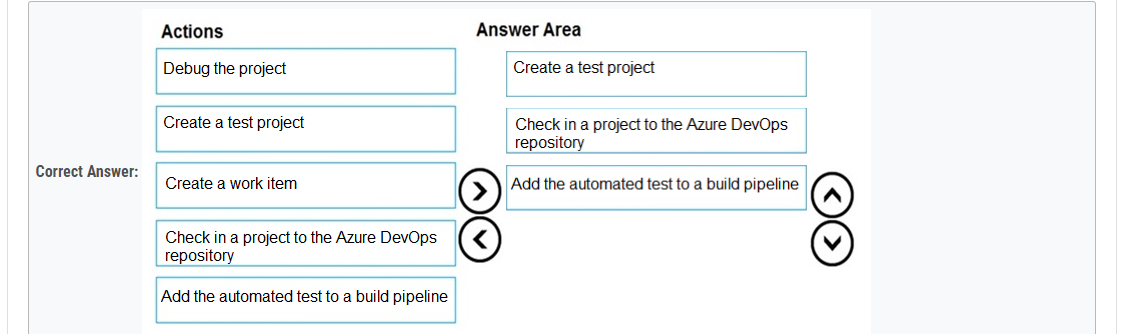 Actions
Answer Area
Debug the project
Create a test project
Create a test project
Check in a project to the Azure DevOps
repository
Correct Answer:
Create a work item
Add the automated test to a build pipeline
Check in a project to the Azure DevOps
repository
Add the automated test to a build pipeline